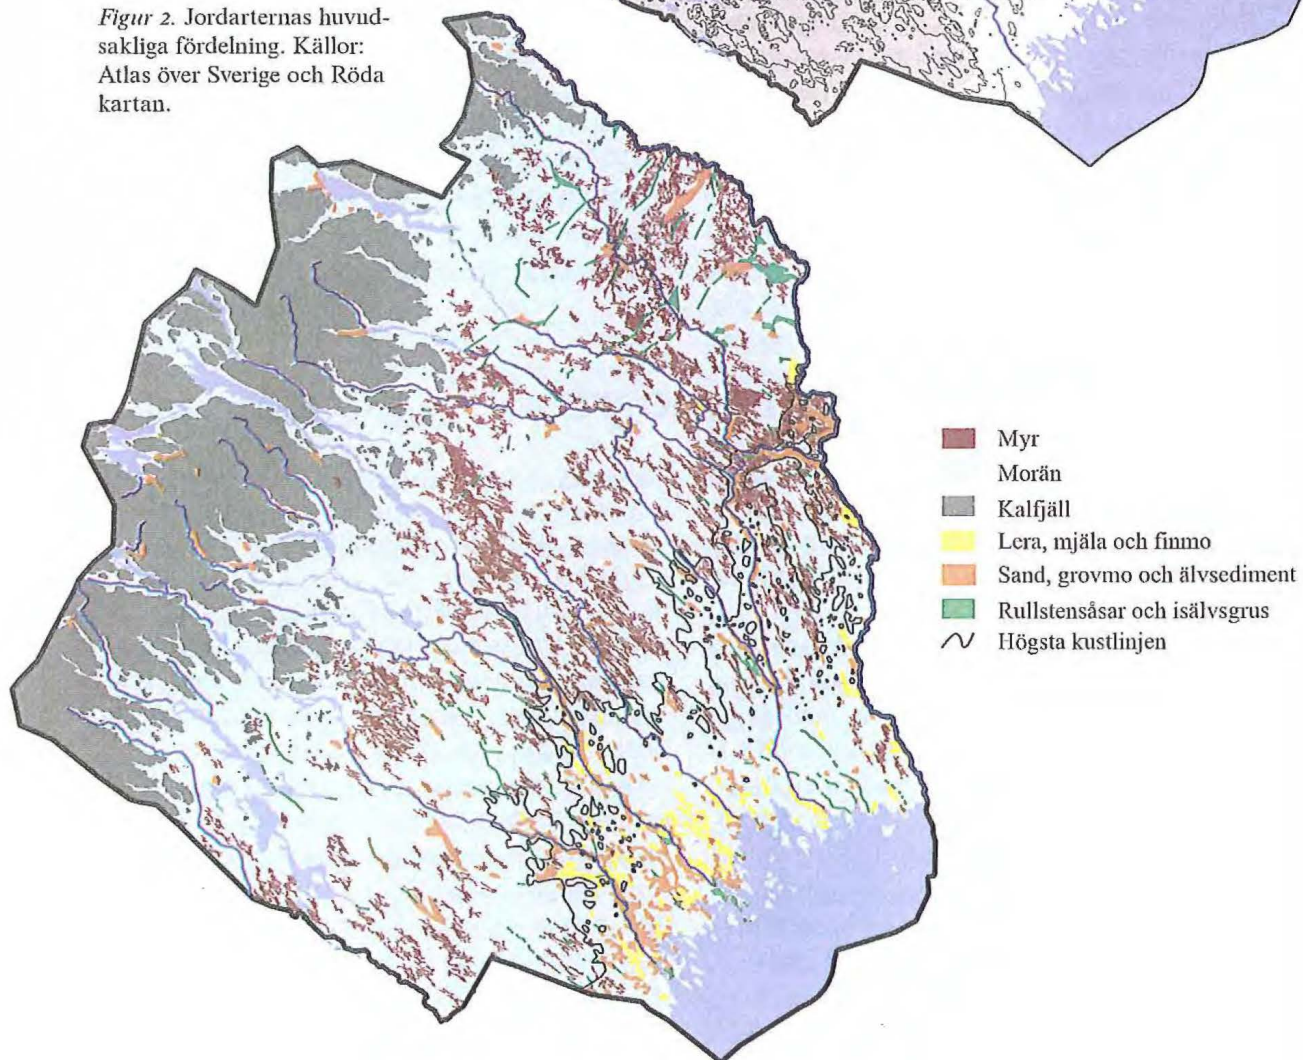 Figur 2. Jordarternas huvud-
sakliga fördelning. Källor:
Atlas över Sverige och Röda
kartan.
Myr
Morän
Kalfjäll
Lera, mjäla och finmo
Sand, grovmo och älvsediment
Rullstensåsar och isälvsgrus
Högsta kustlinjen